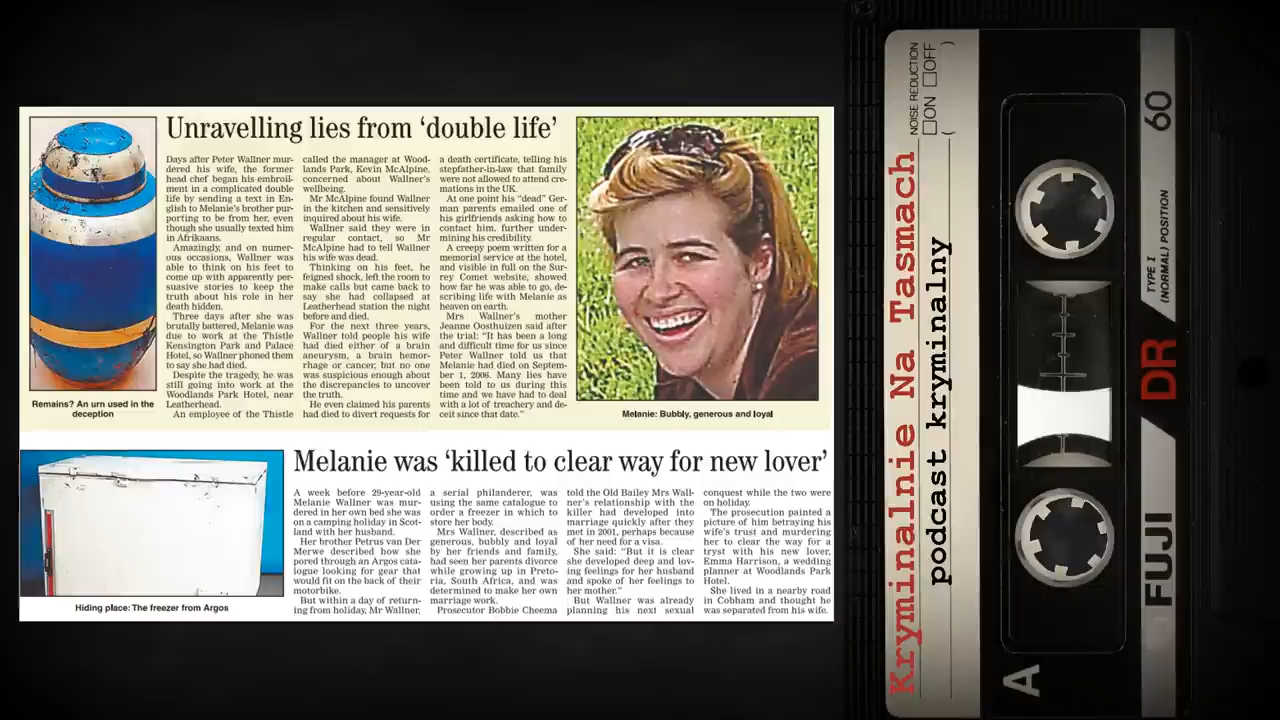 Unravelling lies from ‘double life’
Days after Peter Wallner mur-
dered his wife, the former
head chef began his embroil-
ment in a complicated double
life by sending a text in Eng-
lish to Melanie's brother pur-
porting to be from her, even
though she usually texted him
in Afrikaans.
Amazingly, and on numer-
ous occasions, Wallner was
able to think on his feet to
come up with apparently per-
suasive stories to keep the
truth about his role in her
death hidden.
Three days after she was
brutally battered, Melanie was
due to work at the Thistle
Kensington Park and Palace
Hotel, so Wallner phoned them
to say she had died.
Despite the tragedy, he was
still going into work at the
Woodlands Park Hotel, near
Leatherhead.
An employee of the Thistle
called the manager at Wood-
lands Park, Kevin McAlpine,
concerned about Wallner's
wellbeing.
Mr McAlpine found Wallner
in the kitchen and sensitively
inquired about his wife.
Wallner said they were in
regular contact, so Mr
McAlpine had to tell Wallner
his wife was dead.
Thinking on his feet, he
feigned shock, left the room to
make calls but came back to
say she had collapsed at
Leatherhead station the night
before and died.
For the next three years,
Wallner told people his wife
had died either of a brain
aneurysm, a brain hemor-
rhage or cancer, but no one
was suspicious enough about
the discrepancies to uncover
the truth.
He even claimed his parents
had died to divert requests for
a death certificate, telling his
stepfather-in-law that family
were not allowed to attend cre-
mations in the UK.
At one point his “dead” Ger-
man parents emailed one of
his girlfriends asking how to
contact him, further under-
mining his credibility.
A creepy poem written for a
memorial service at the hotel,
and visible in full on the Sur-
rey Comet website, showed
how far he was able to go, de-
scribing life with Melanie as
heaven on earth.
Mrs Wallner's mother
Jeanne Oosthuizen said after
the trial: “It has been a long
and difficult time for us since
Peter Wallner told us that
Melanie had died on Septem-
ber 1, 2006. Many lies have
been told to us during this
time and we have had to deal
with a lot of treachery and de-
ceit since that date.”
Remains? An urn used in the
deception
Melanie: Bubbly, generous and loyal
Melanie was ‘killed to clear way for new lover’
A week before 29-year-old
Melanie Wallner was mur-
dered in her own bed she was
on a camping holiday in Scot-
land with her husband.
Her brother Petrus van Der
Merwe described how she
pored through an Argos cata-
logue looking for gear that
would fit on the back of their
motorbike.
But within a day of return-
ing from holiday, Mr Wallner,
a serial philanderer, was
using the same catalogue to
order a freezer in which to
store her body.
Mrs Wallner, described as
generous, bubbly and loyal
by her friends and family,
had seen her parents divorce
while growing up in Preto-
ria, South Africa, and was
determined to make her own
marriage work.
Prosecutor Bobbie Cheema
told the Old Bailey Mrs Wall-
ner's relationship with the
killer had developed into
marriage quickly after they
met in 2001, perhaps because
of her need for a visa.
She said: “But it is clear
she developed deep and lov-
ing feelings for her husband
and spoke of her feelings to
her mother.”
But Wallner was already
planning his next sexual
conquest while the two were
on holiday.
The prosecution painted a
picture of him betraying his
wife's trust and murdering
her to clear the way for a
tryst with his new lover,
Emma Harrison, a wedding
planner at Woodlands Park
Hotel.
She lived in a nearby road
in Cobham and thought he
was separated from his wife.
Hiding place: The freezer from Argos
Kryminalnie Na Tasmach
podcast kryminalny
NOISE REDUCTION
ON OFF
( )
60
TYPE I
(NORMAL) POSITION
DR
FUJI
A